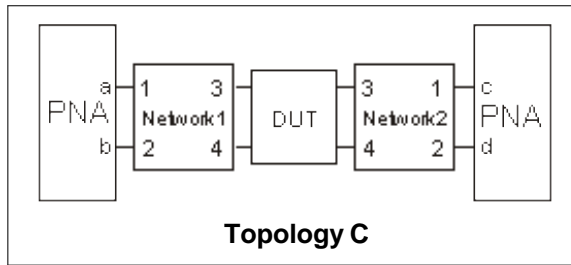 a 1 3 3 1 c
PNA Network1 DUT Network2 PNA
b 2 4 4 2 d
Topology C